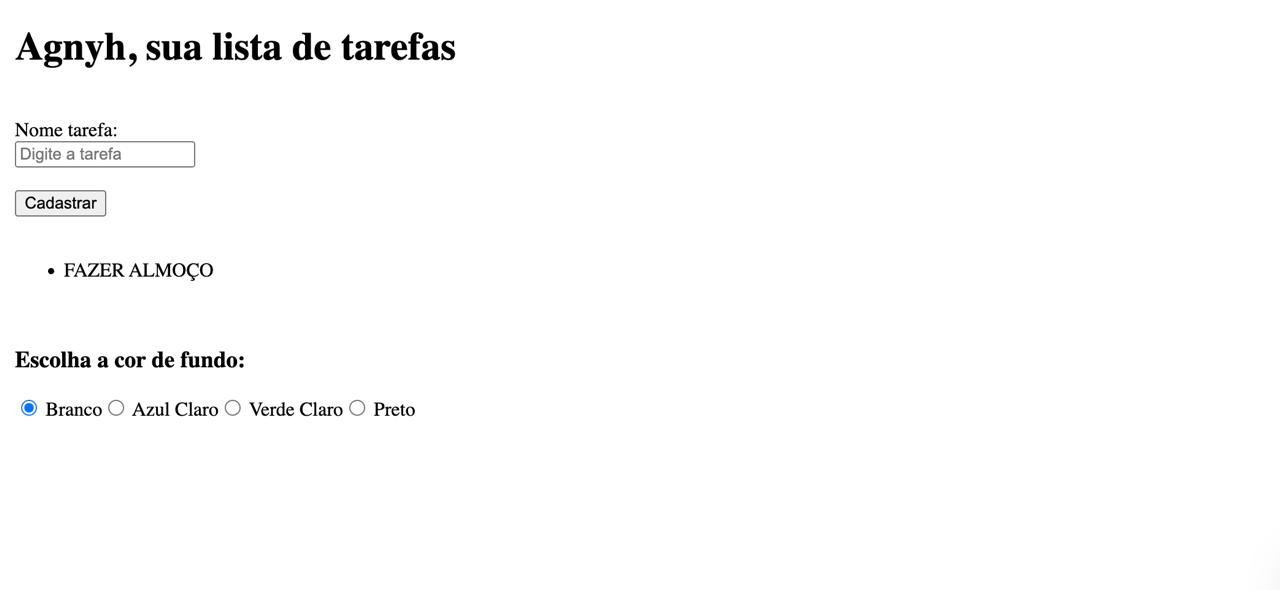 Agnyh, sua lista de tarefas
Nome tarefa:
Digite a tarefa
Cadastrar
FAZER ALMOÇO
Escolha a cor de fundo:
Branco Azul Claro Verde Claro Preto